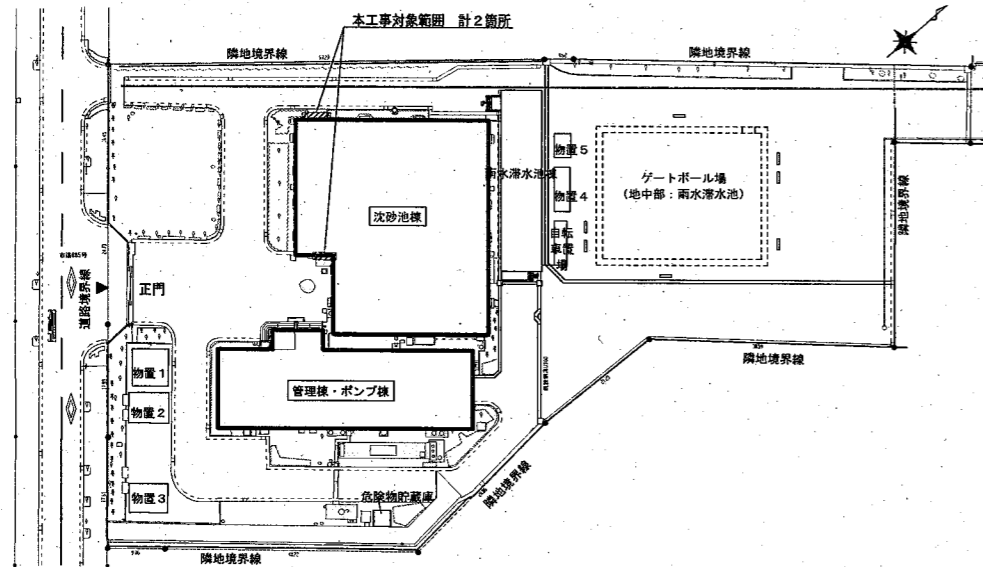 本工事対象範囲 計2箇所
隣地境界線
隣地境界線
物置5
雨水滞水池棟
ゲートボール場
(地中部：雨水滞水池)
物置4
沈砂池棟
自転
車置
場
隣地境界線
道路境界線
正門
隣地境界線
物置1
管理棟・ポンプ棟
物置2
隣地境界線
物置3
危険物貯蔵庫
隣地境界線